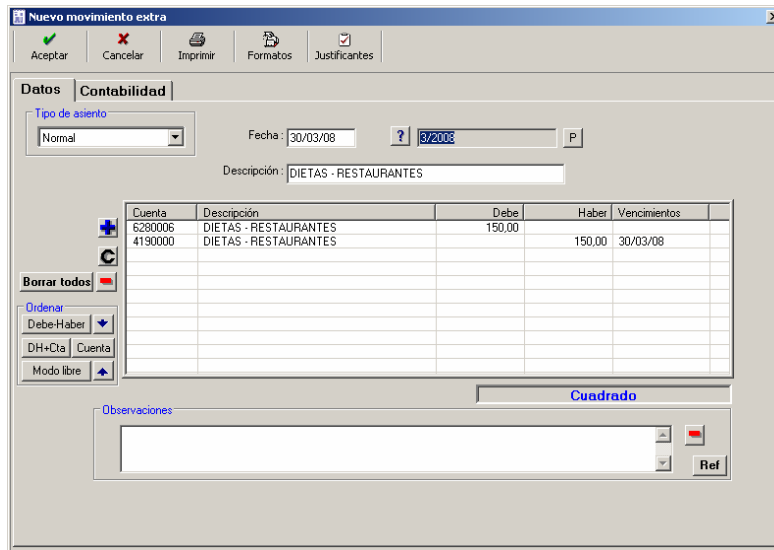 Nuevo movimiento extra
Aceptar Cancelar Imprimir Formatos Justificantes
Datos Contabilidad
Tipo de asiento
Normal Fecha : 30/03/08 ? 3/2008 P
Descripción : DIETAS - RESTAURANTES
Cuenta Descripción Debe Haber Vencimientos
6280006 DIETAS - RESTAURANTES 150,00
4190000 DIETAS - RESTAURANTES 150,00 30/03/08
C
Borrar todos
Ordenar
Debe-Haber
DH+Cta Cuenta
Modo libre
Cuadrado
Observaciones
Ref